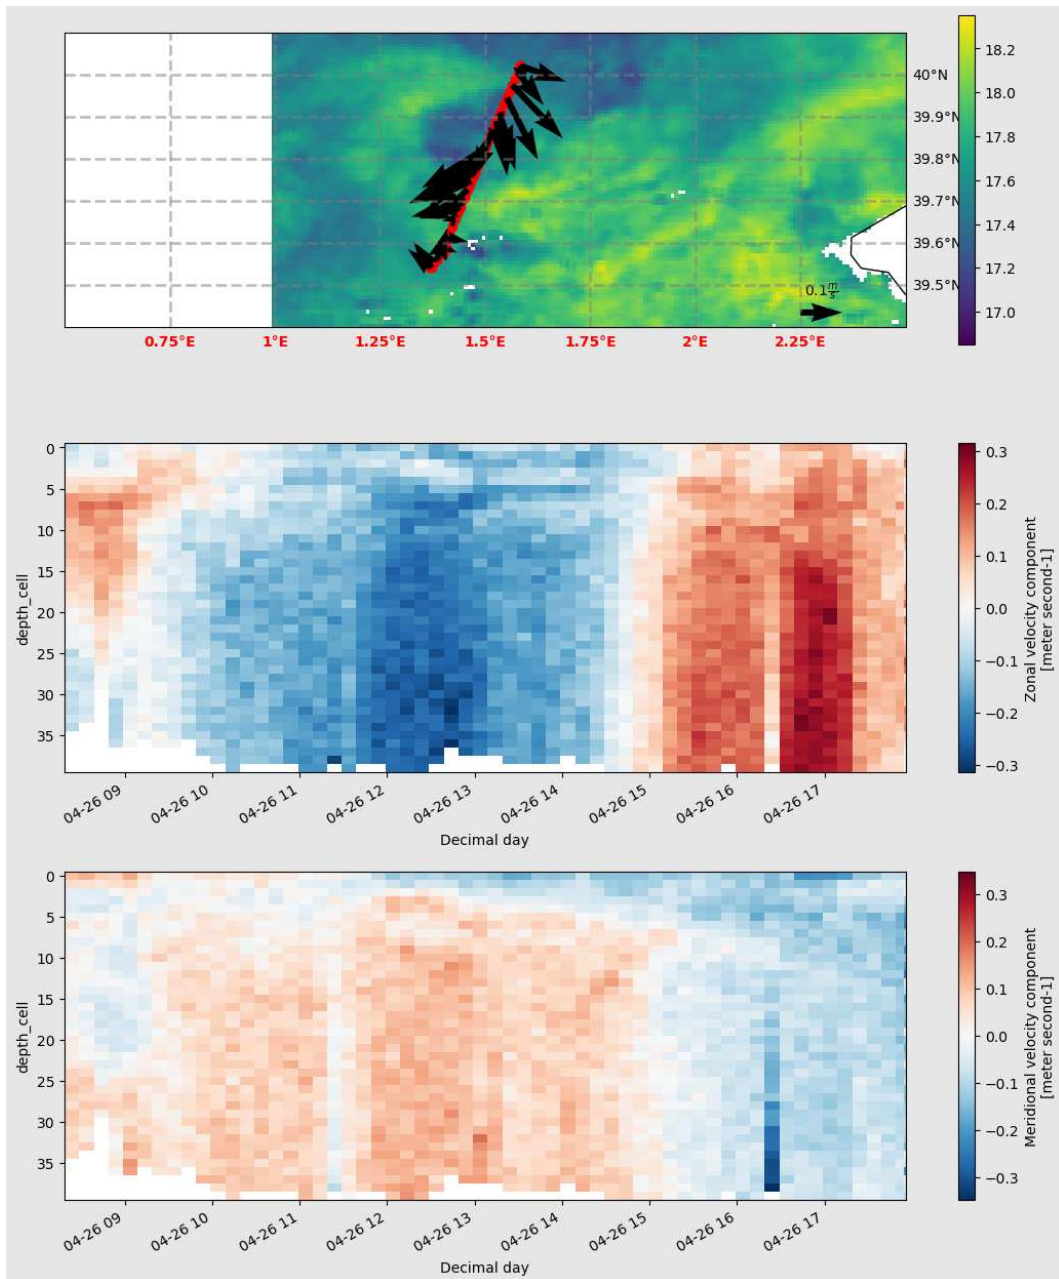 18.2
40°N
18.0
39.9°N
17.8
39.8°N
17.6
39.7°N
17.4
39.6°N
17.2
39.5°N
0.1 m/s
17.0
0.75°E 1°E 1.25°E 1.5°E 1.75°E 2°E 2.25°E
0
5
10
15
20
25
30
35
depth_cell
04-26 09 04-26 10 04-26 11 04-26 12 04-26 13 04-26 14 04-26 15 04-26 16 04-26 17
Decimal day
0.3
0.2
0.1
0.0
−0.1
−0.2
−0.3
Zonal velocity component
[meter second-1]
0
5
10
15
20
25
30
35
depth_cell
04-26 09 04-26 10 04-26 11 04-26 12 04-26 13 04-26 14 04-26 15 04-26 16 04-26 17
Decimal day
0.3
0.2
0.1
0.0
−0.1
−0.2
−0.3
Meridional velocity component
[meter second-1]